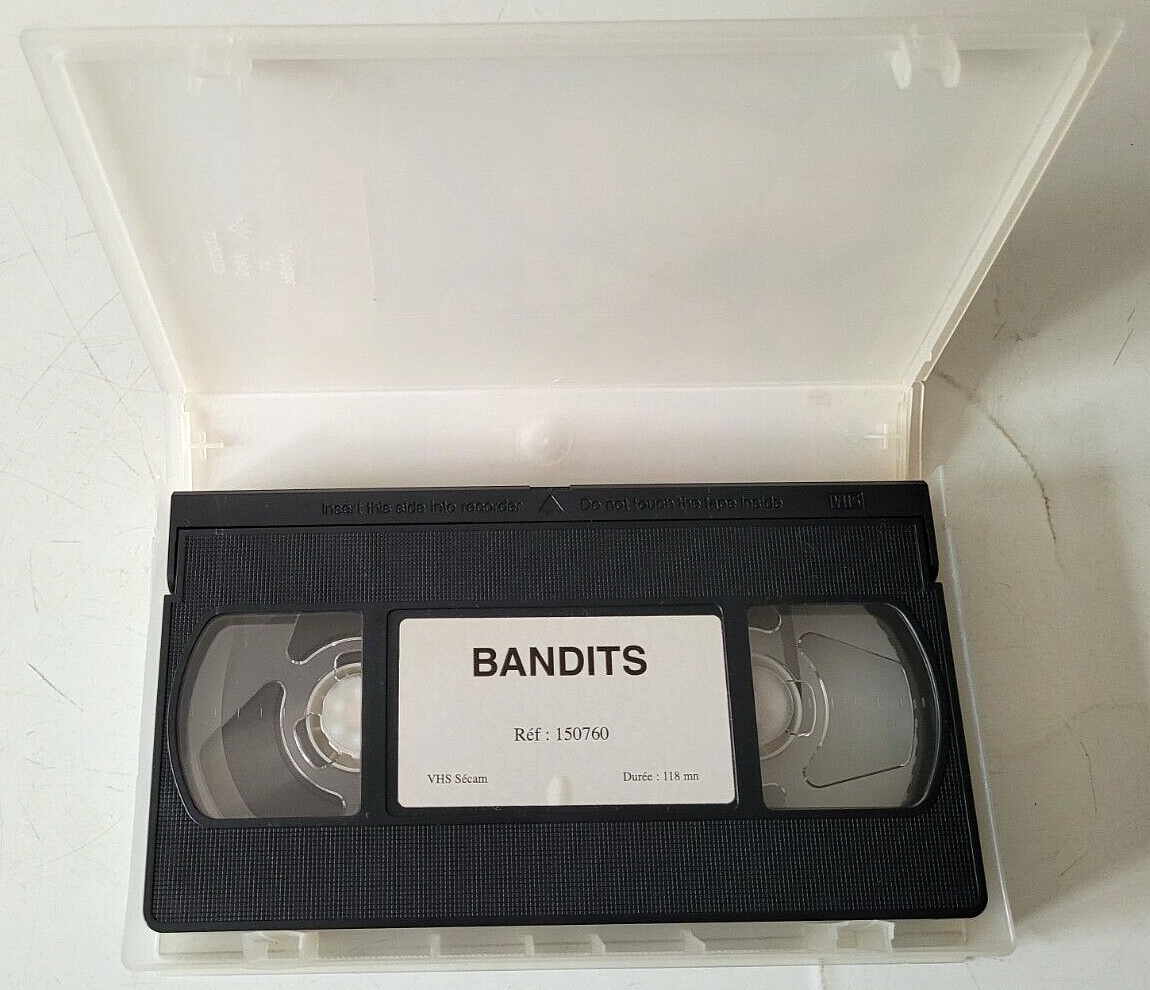 Insert this side into recorder △ Do not touch the tape inside VHS
BANDITS
Réf : 150760
VHS Sécam Durée : 118 mn